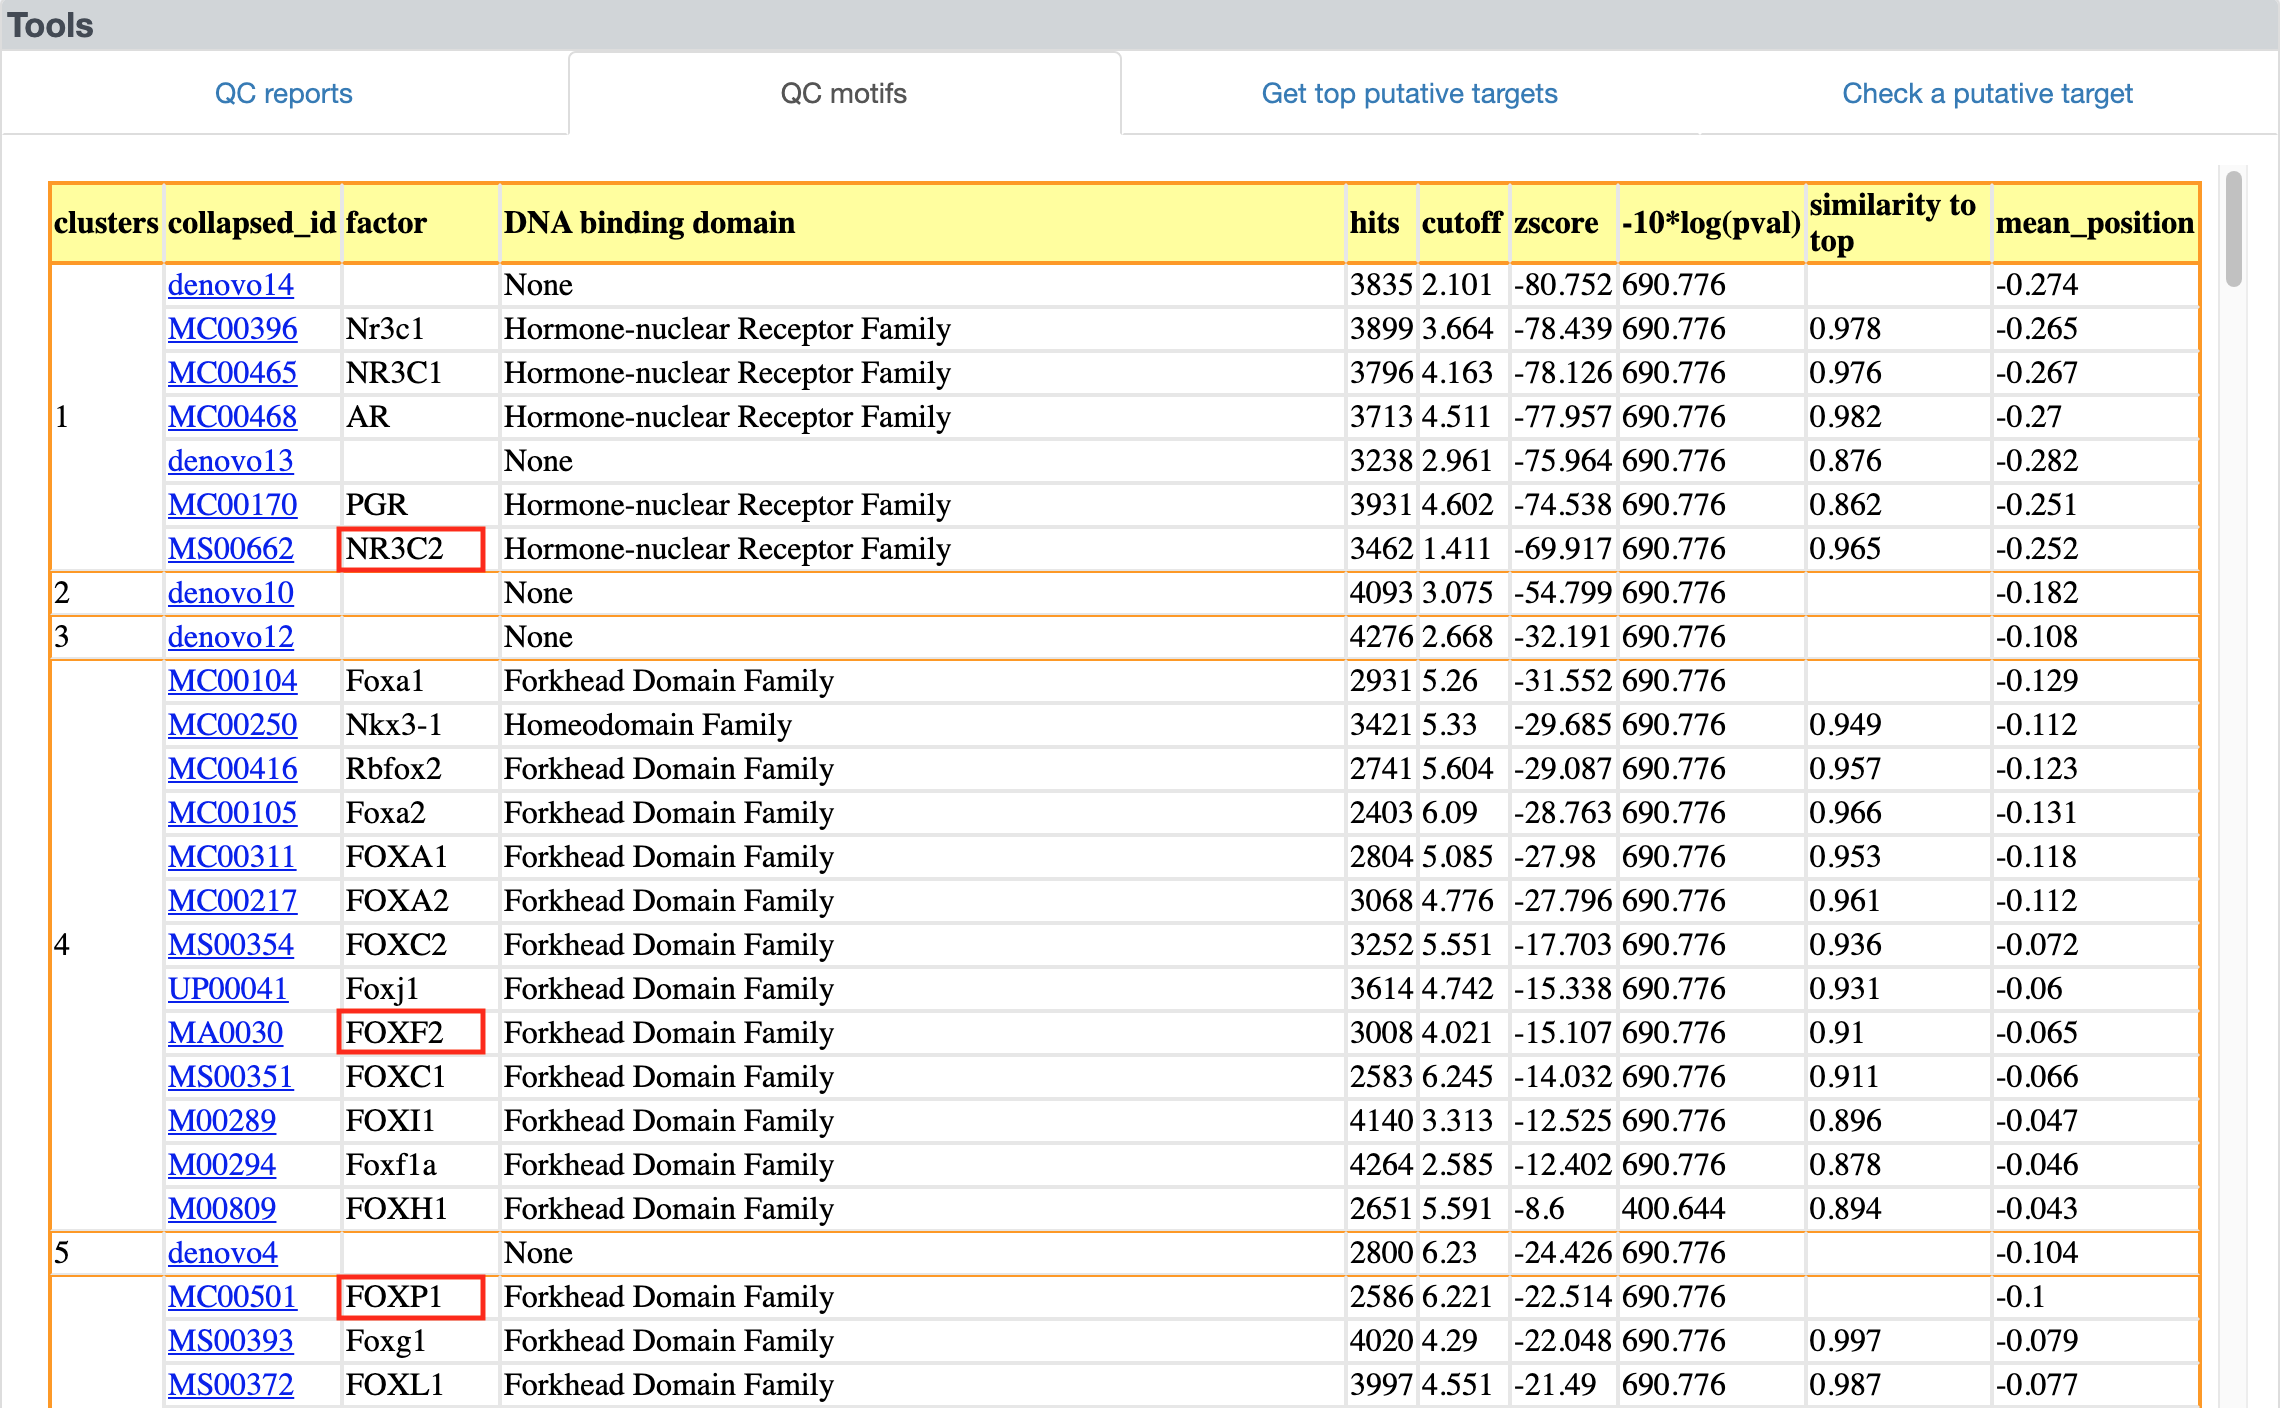 Tools
QC reports QC motifs Get top putative targets Check a putative target
clusters collapsed_id factor DNA binding domain hits cutoff zscore -10*log(pval) similarity to top mean_position
denovo14 None 3835 2.101 -80.752 690.776 -0.274
MC00396 Nr3c1 Hormone-nuclear Receptor Family 3899 3.664 -78.439 690.776 0.978 -0.265
MC00465 NR3C1 Hormone-nuclear Receptor Family 3796 4.163 -78.126 690.776 0.976 -0.267
1 MC00468 AR Hormone-nuclear Receptor Family 3713 4.511 -77.957 690.776 0.982 -0.27
denovo13 None 3238 2.961 -75.964 690.776 0.876 -0.282
MC00170 PGR Hormone-nuclear Receptor Family 3931 4.602 -74.538 690.776 0.862 -0.251
MS00662 NR3C2 Hormone-nuclear Receptor Family 3462 1.411 -69.917 690.776 0.965 -0.252
2 denovo10 None 4093 3.075 -54.799 690.776 -0.182
3 denovo12 None 4276 2.668 -32.191 690.776 -0.108
MC00104 Foxa1 Forkhead Domain Family 2931 5.26 -31.552 690.776 -0.129
MC00250 Nkx3-1 Homeodomain Family 3421 5.33 -29.685 690.776 0.949 -0.112
MC00416 Rbfox2 Forkhead Domain Family 2741 5.604 -29.087 690.776 0.957 -0.123
MC00105 Foxa2 Forkhead Domain Family 2403 6.09 -28.763 690.776 0.966 -0.131
MC00311 FOXA1 Forkhead Domain Family 2804 5.085 -27.98 690.776 0.953 -0.118
MC00217 FOXA2 Forkhead Domain Family 3068 4.776 -27.796 690.776 0.961 -0.112
4 MS00354 FOXC2 Forkhead Domain Family 3252 5.551 -17.703 690.776 0.936 -0.072
UP00041 Foxj1 Forkhead Domain Family 3614 4.742 -15.338 690.776 0.931 -0.06
MA0030 FOXF2 Forkhead Domain Family 3008 4.021 -15.107 690.776 0.91 -0.065
MS00351 FOXC1 Forkhead Domain Family 2583 6.245 -14.032 690.776 0.911 -0.066
M00289 FOXI1 Forkhead Domain Family 4140 3.313 -12.525 690.776 0.896 -0.047
M00294 Foxf1a Forkhead Domain Family 4264 2.585 -12.402 690.776 0.878 -0.046
M00809 FOXH1 Forkhead Domain Family 2651 5.591 -8.6 400.644 0.894 -0.043
5 denovo4 None 2800 6.23 -24.426 690.776 -0.104
MC00501 FOXP1 Forkhead Domain Family 2586 6.221 -22.514 690.776 -0.1
MS00393 Foxg1 Forkhead Domain Family 4020 4.29 -22.048 690.776 0.997 -0.079
MS00372 FOXL1 Forkhead Domain Family 3997 4.551 -21.49 690.776 0.987 -0.077